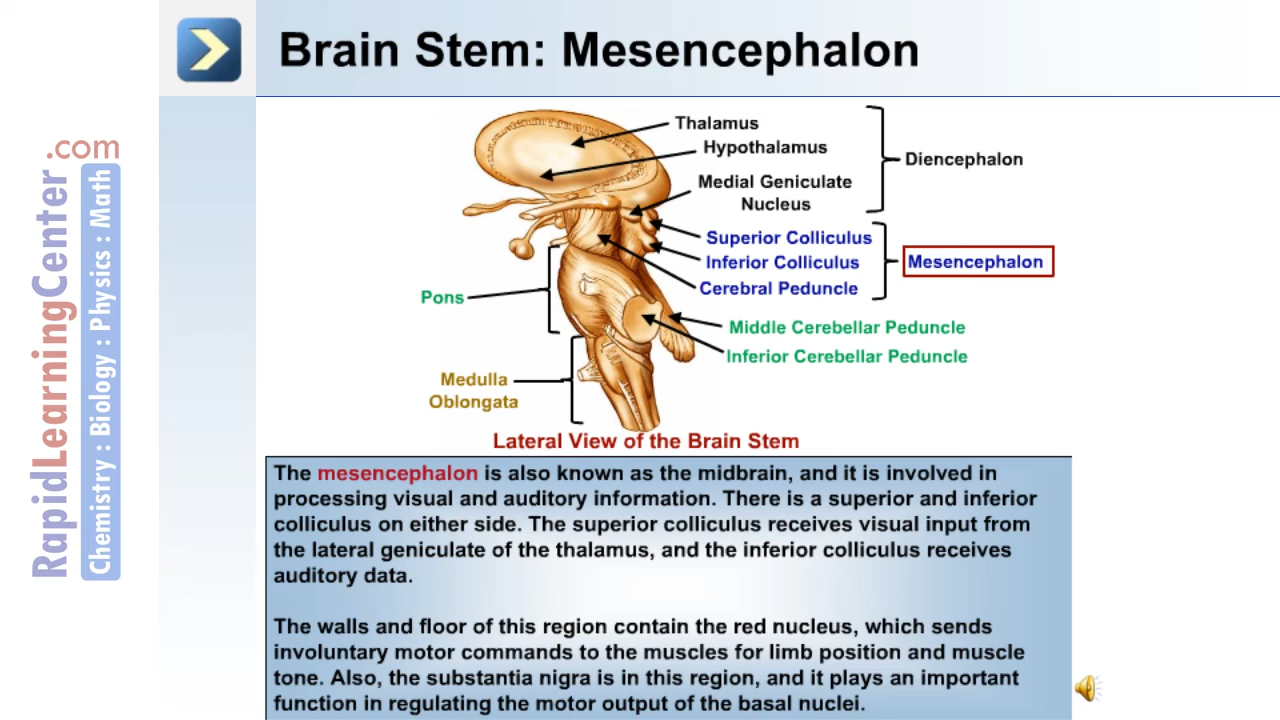 Brain Stem: Mesencephalon
RapidLearningCenter.com
Chemistry : Biology : Physics : Math
Thalamus
Hypothalamus
Diencephalon
Medial Geniculate
Nucleus
Superior Colliculus
Inferior Colliculus
Mesencephalon
Cerebral Peduncle
Pons
Middle Cerebellar Peduncle
Inferior Cerebellar Peduncle
Medulla
Oblongata
Lateral View of the Brain Stem
The mesencephalon is also known as the midbrain, and it is involved in
processing visual and auditory information. There is a superior and inferior
colliculus on either side. The superior colliculus receives visual input from
the lateral geniculate of the thalamus, and the inferior colliculus receives
auditory data.
The walls and floor of this region contain the red nucleus, which sends
involuntary motor commands to the muscles for limb position and muscle
tone. Also, the substantia nigra is in this region, and it plays an important
function in regulating the motor output of the basal nuclei.